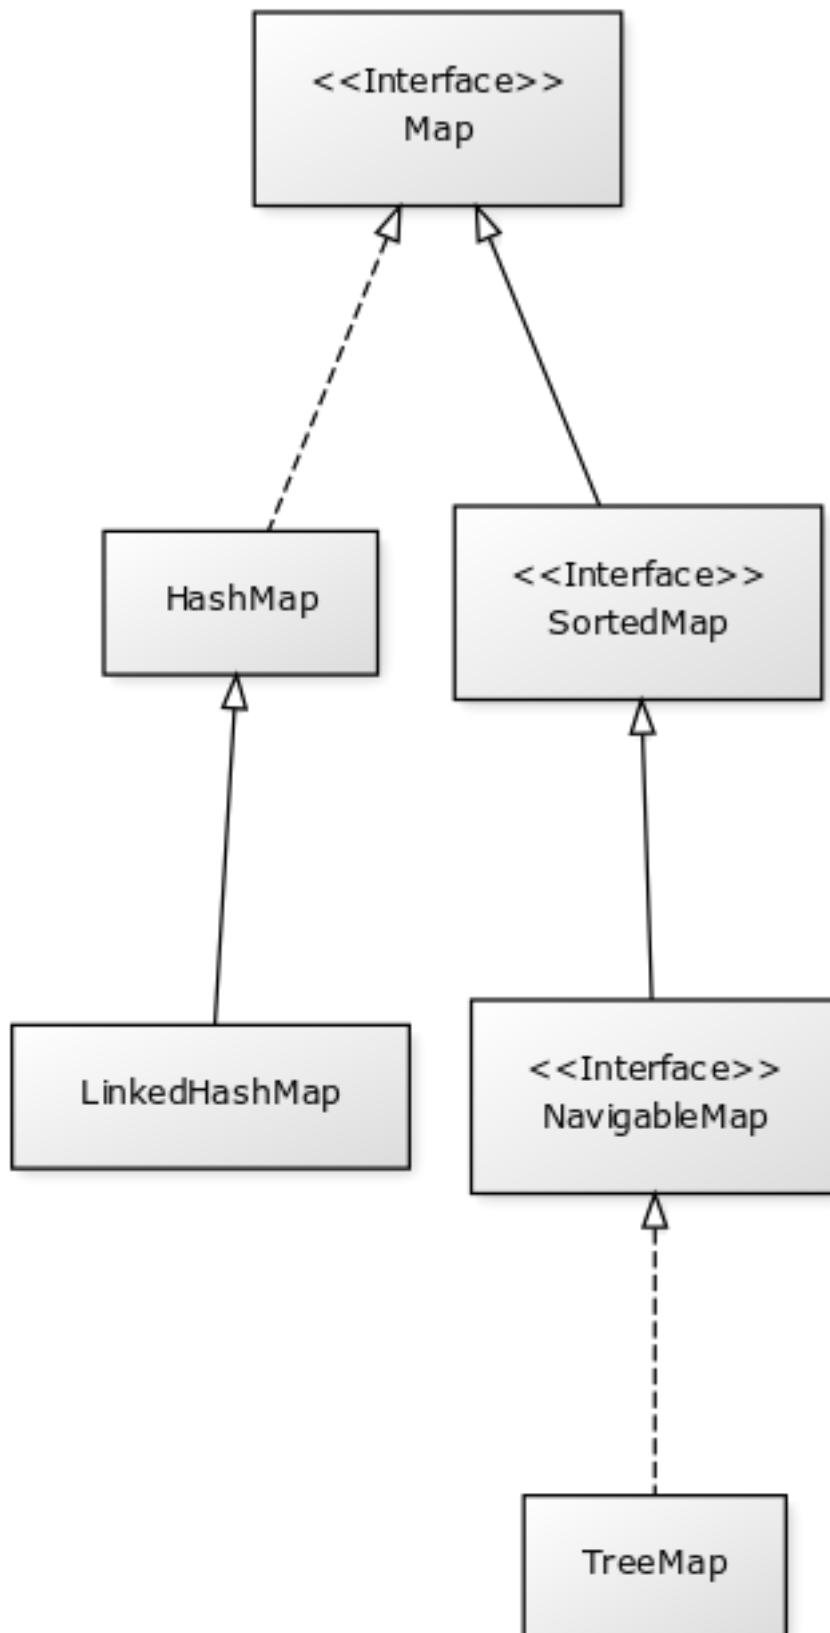 <<Interface>>
Map
HashMap
<<Interface>>
SortedMap
LinkedHashMap
<<Interface>>
NavigableMap
TreeMap